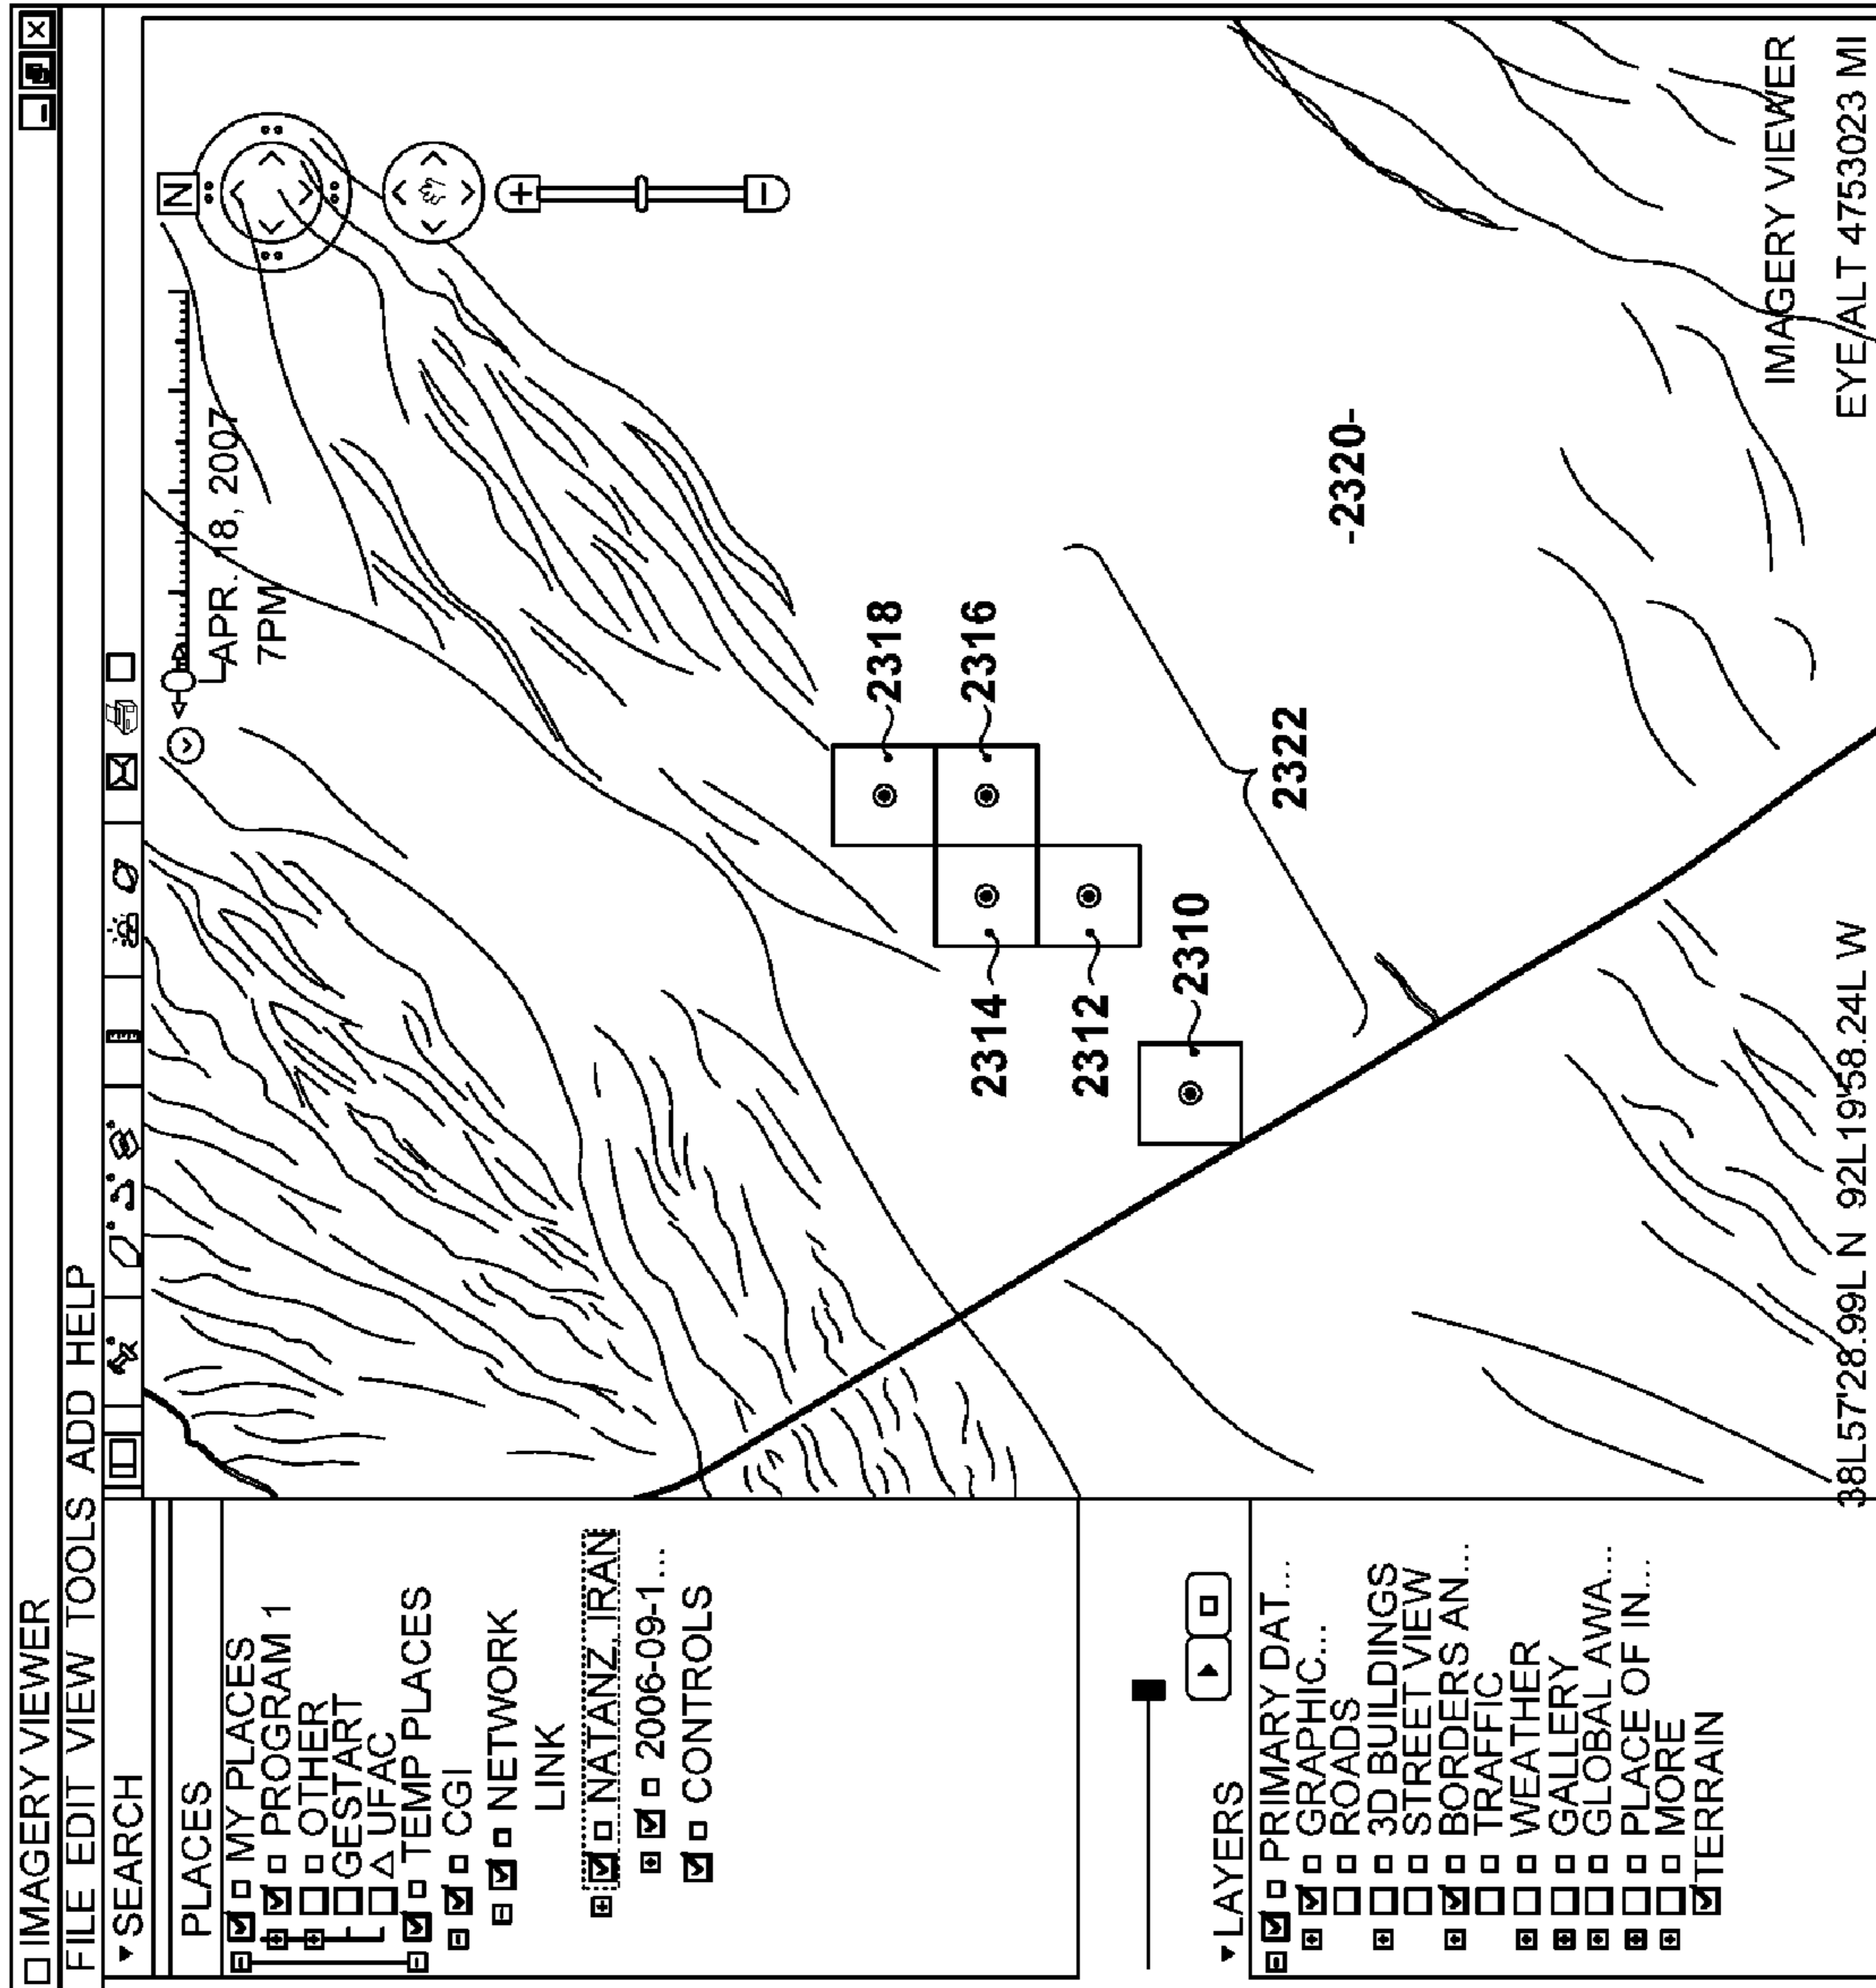 IMAGERY VIEWER
FILE EDIT VIEW TOOLS ADD HELP
SEARCH
PLACES
MY PLACES
PROGRAM 1
OTHER
GESTART
UFAC
TEMP PLACES
CGI
NETWORK
LINK
NATANZ, IRAN
2006-09-1...
CONTROLS
LAYERS
PRIMARY DAT...
GRAPHIC...
ROADS
3D BUILDINGS
STREET VIEW
BORDERS AN...
TRAFFIC
WEATHER
GALLERY
GLOBAL AWA...
PLACE OF IN...
MORE
TERRAIN
APR. 18, 2007
7PM
N
2318
2316
2314
2312
2310
2322
-2320-
IMAGERY VIEWER
38L57'28.99L N 92L19'58.24L W
EYE ALT 4753023 MI